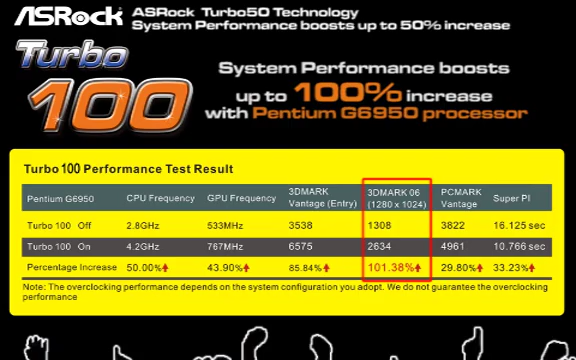 ASRock ASRock Turbo50 Technology
System Performance boosts up to 50% increase
Turbo
100
System Performance boosts
up to 100% increase
with Pentium G6950 processor
Turbo 100 Performance Test Result
Pentium G6950 CPU Frequency GPU Frequency 3DMARK Vantage (Entry) 3DMARK 06 (1280 x 1024) PCMARK Vantage Super PI
Turbo 100 Off 2.8GHz 533MHz 3538 1308 3822 16.125 sec
Turbo 100 On 4.2GHz 767MHz 6575 2634 4961 10.766 sec
Percentage Increase 50.00% 43.90% 85.84% 101.38% 29.80% 33.23%
Note: The overclocking performance depends on the system configuration you adopt. We do not guarantee the overclocking
performance